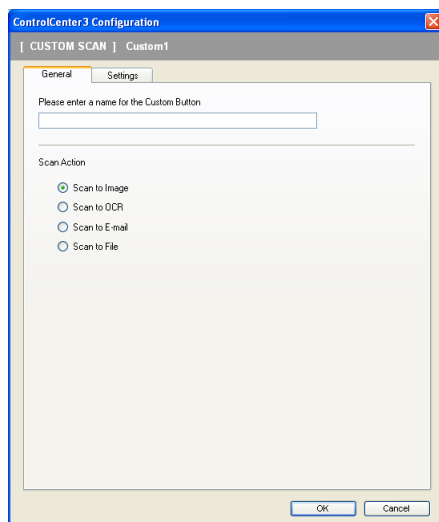 ControlCenter3 Configuration
[ CUSTOM SCAN ] Custom1
General Settings
Please enter a name for the Custom Button
Scan Action
Scan to Image
Scan to OCR
Scan to E-mail
Scan to File
OK Cancel